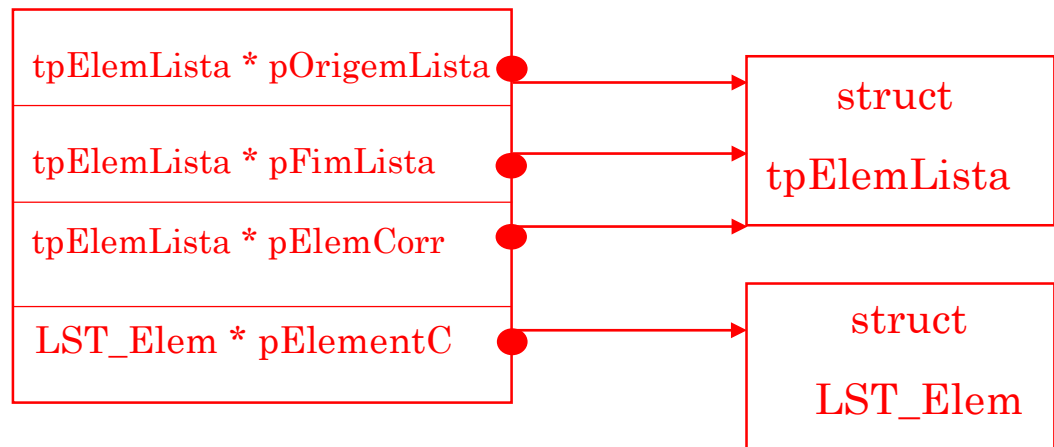 tpElemLista * pOrigemLista
tpElemLista * pFimLista
tpElemLista * pElemCorr
LST_Elem * pElementC
struct
tpElemLista
struct
LST_Elem